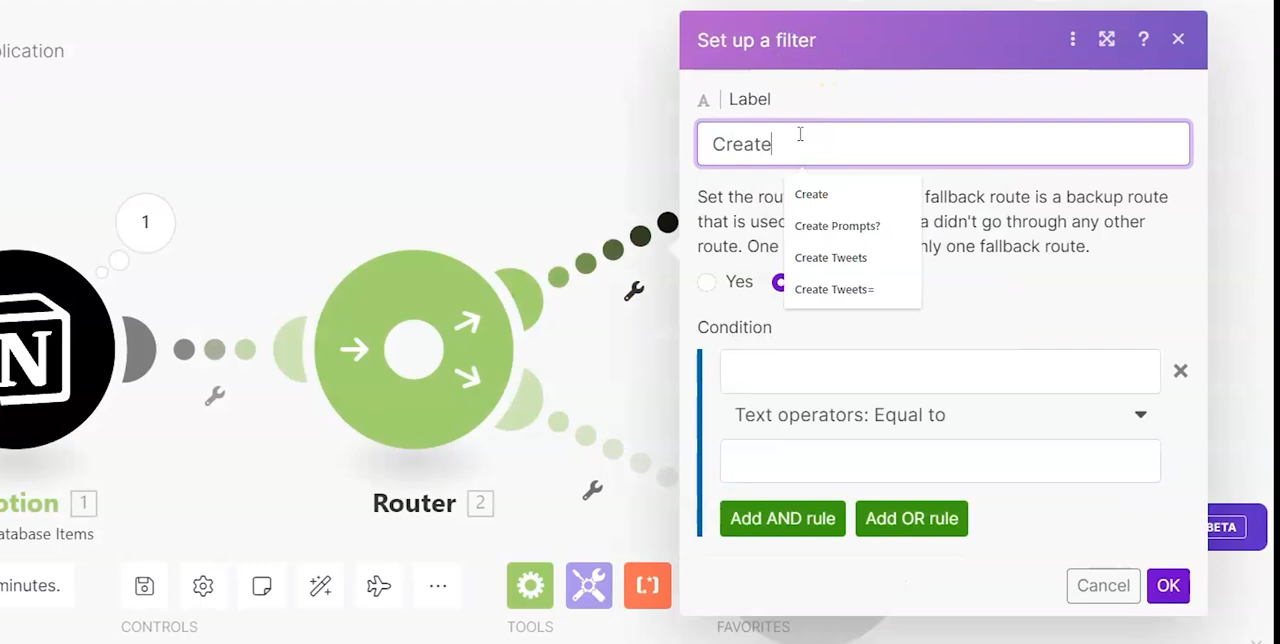 plication
Set up a filter
?
A
Label
Create
Create
Create Prompts?
Create Tweets
Create Tweets=
Set the rou
fallback route is a backup route
that is used
a didn't go through any other
route. One
nly one fallback route.
Yes
Condition
Text operators: Equal to
Add AND rule
Add OR rule
Cancel
OK
1
N
otion
1
atabase Items
Router
2
BETA
minutes.
CONTROLS
TOOLS
FAVORITES